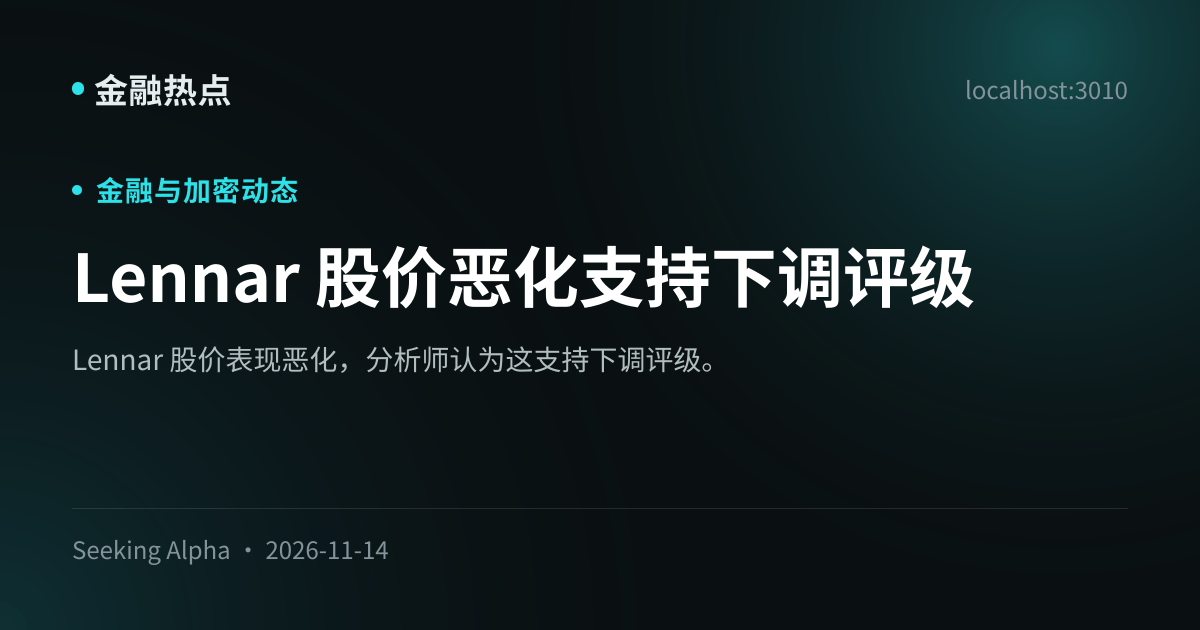 金融热点
localhost:3010
金融与加密动态
Lennar 股价恶化支持下调评级
Lennar 股价表现恶化，分析师认为这支持下调评级。
Seeking Alpha · 2026-11-14